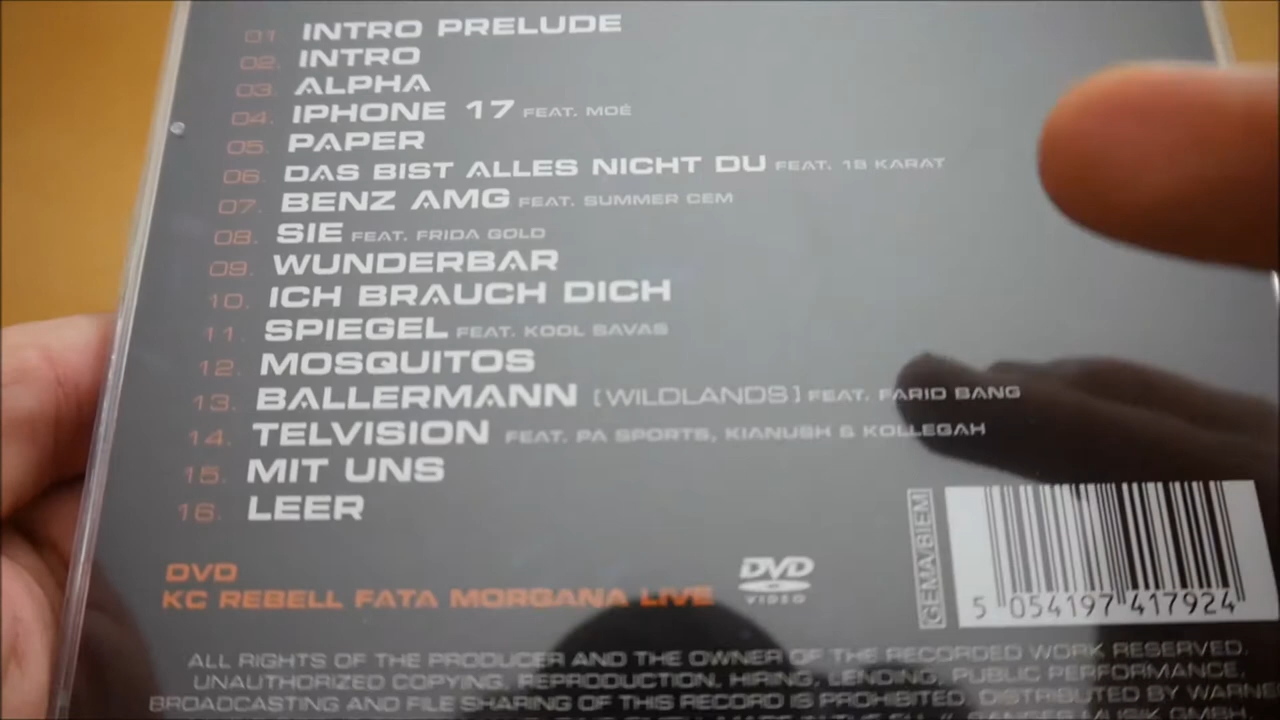 01 INTRO PRELUDE
02. INTRO
03. ALPHA
04. IPHONE 17 FEAT. MOÉ
05. PAPER
06. DAS BIST ALLES NICHT DU FEAT. 18 KARAT
07. BENZ AMG FEAT. SUMMER CEM
08. SIE FEAT. FRIDA GOLD
09. WUNDERBAR
10. ICH BRAUCH DICH
11. SPIEGEL FEAT. KOOL SAVAS
12. MOSQUITOS
13. BALLERMANN [WILDLANDS] FEAT. FARID BANG
14. TELVISION FEAT. PA SPORTS, KIANUSH & KOLLEGAH
15. MIT UNS
16. LEER
DVD
KC REBELL FATA MORGANA LIVE
DVD
VIDEO
GEMA/BIEM
5 054197 417924
ALL RIGHTS OF THE PRODUCER AND THE OWNER OF THE RECORDED WORK RESERVED.
UNAUTHORIZED COPYING, REPRODUCTION, HIRING, LENDING, PUBLIC PERFORMANCE,
BROADCASTING AND FILE SHARING OF THIS RECORD IS PROHIBITED. DISTRIBUTED BY WARNE